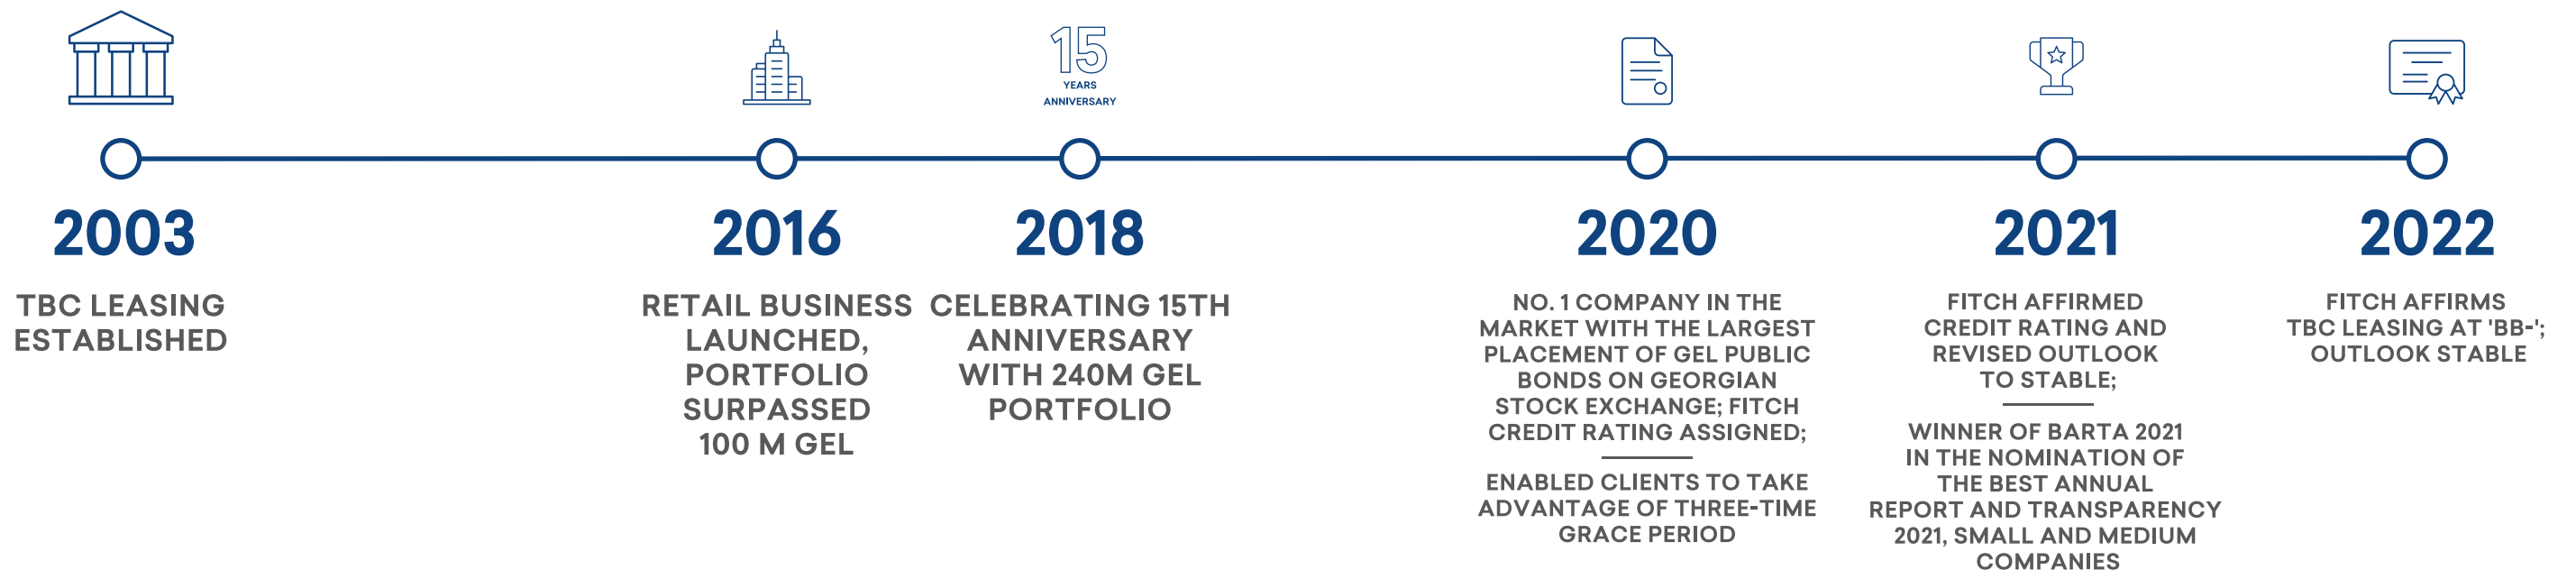 15
YEARS
ANNIVERSARY
2003
TBC LEASING
ESTABLISHED
2016
RETAIL BUSINESS
LAUNCHED,
PORTFOLIO
SURPASSED
100 M GEL
2018
CELEBRATING 15TH
ANNIVERSARY
WITH 240M GEL
PORTFOLIO
2020
NO. 1 COMPANY IN THE
MARKET WITH THE LARGEST
PLACEMENT OF GEL PUBLIC
BONDS ON GEORGIAN
STOCK EXCHANGE; FITCH
CREDIT RATING ASSIGNED;
ENABLED CLIENTS TO TAKE
ADVANTAGE OF THREE-TIME
GRACE PERIOD
2021
FITCH AFFIRMED
CREDIT RATING AND
REVISED OUTLOOK
TO STABLE;
WINNER OF BARTA 2021
IN THE NOMINATION OF
THE BEST ANNUAL
REPORT AND TRANSPARENCY
2021, SMALL AND MEDIUM
COMPANIES
2022
FITCH AFFIRMS
TBC LEASING AT 'BB-';
OUTLOOK STABLE